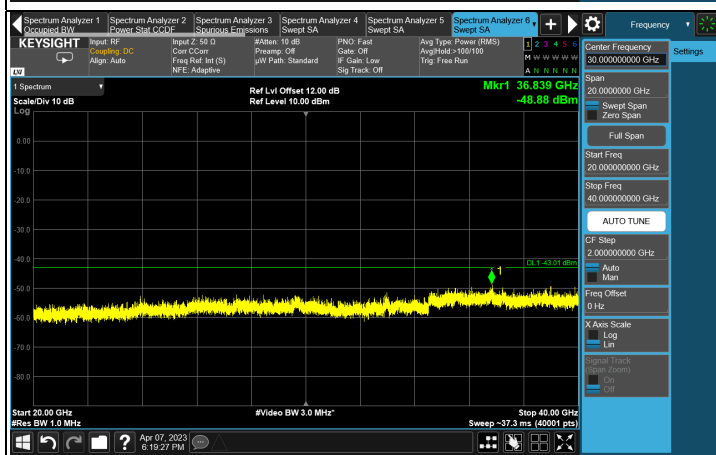 Spectrum Analyzer 1 Occupied BW
Spectrum Analyzer 2 Power Stat CCDF
Spectrum Analyzer 3 Spurious Emissions
Spectrum Analyzer 4 Swept SA
Spectrum Analyzer 5 Swept SA
Spectrum Analyzer 6 Swept SA
+
Frequency
KEYSIGHT
Input: RF
Coupling: DC
Align: Auto
Input Z: 50 Ω
Corr CCorr
Freq Ref: Int (S)
NFE: Adaptive
#Atten: 10 dB
Preamp: Off
µW Path: Standard
PNO: Fast
Gate: Off
IF Gain: Low
Sig Track: Off
Avg Type: Power (RMS)
Avg|Hold >100/100
Trig: Free Run
1 2 3 4 5 6
M W W W W W
A N N N N N
LXI
1 Spectrum
Scale/Div 10 dB
Log
Ref Lvl Offset 12.00 dB
Ref Level 10.00 dBm
Mkr1 36.839 GHz
-48.88 dBm
0.00
-10.0
-20.0
-30.0
-40.0
-50.0
-60.0
-70.0
-80.0
DL1 -43.01 dBm
1
Start 20.00 GHz
#Res BW 1.0 MHz
#Video BW 3.0 MHz*
Stop 40.00 GHz
Sweep ~37.3 ms (40001 pts)
Center Frequency
30.000000000 GHz
Settings
Span
20.0000000 GHz
Swept Span
Zero Span
Full Span
Start Freq
20.000000000 GHz
Stop Freq
40.000000000 GHz
AUTO TUNE
CF Step
2.000000000 GHz
Auto
Man
Freq Offset
0 Hz
X Axis Scale
Log
Lin
Signal Track
(Span Zoom)
On
Off
?
Apr 07, 2023
6:19:27 PM